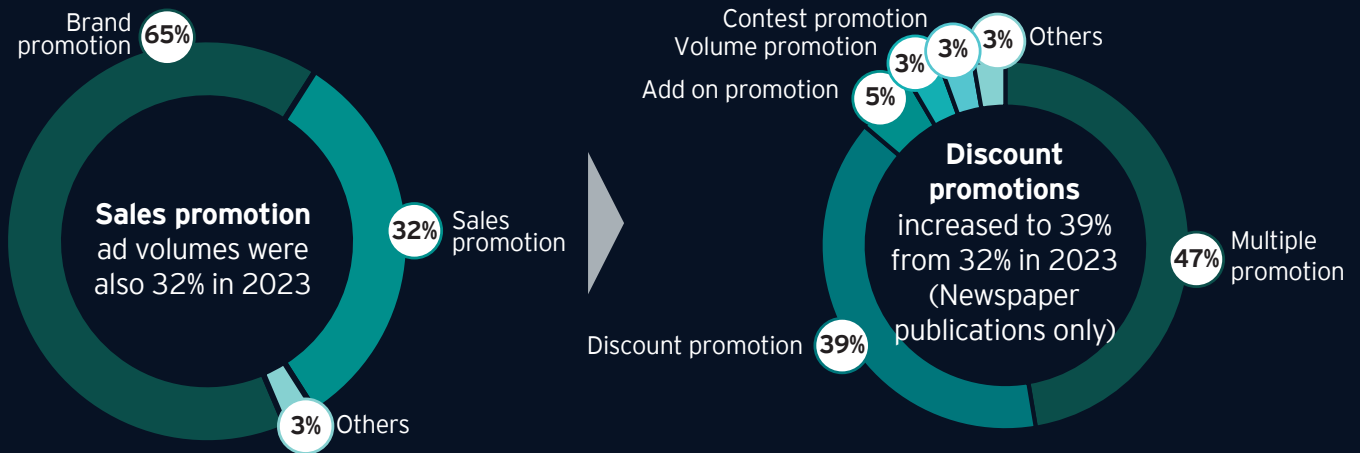 Brand
promotion
65%
Sales promotion
ad volumes were
also 32% in 2023
32%
Sales
promotion
3%
Others
Contest promotion
Volume promotion
Add on promotion
5%
3%
3%
3%
Others
Discount
promotions
increased to 39%
from 32% in 2023
(Newspaper
publications only)
47%
Multiple
promotion
Discount promotion
39%